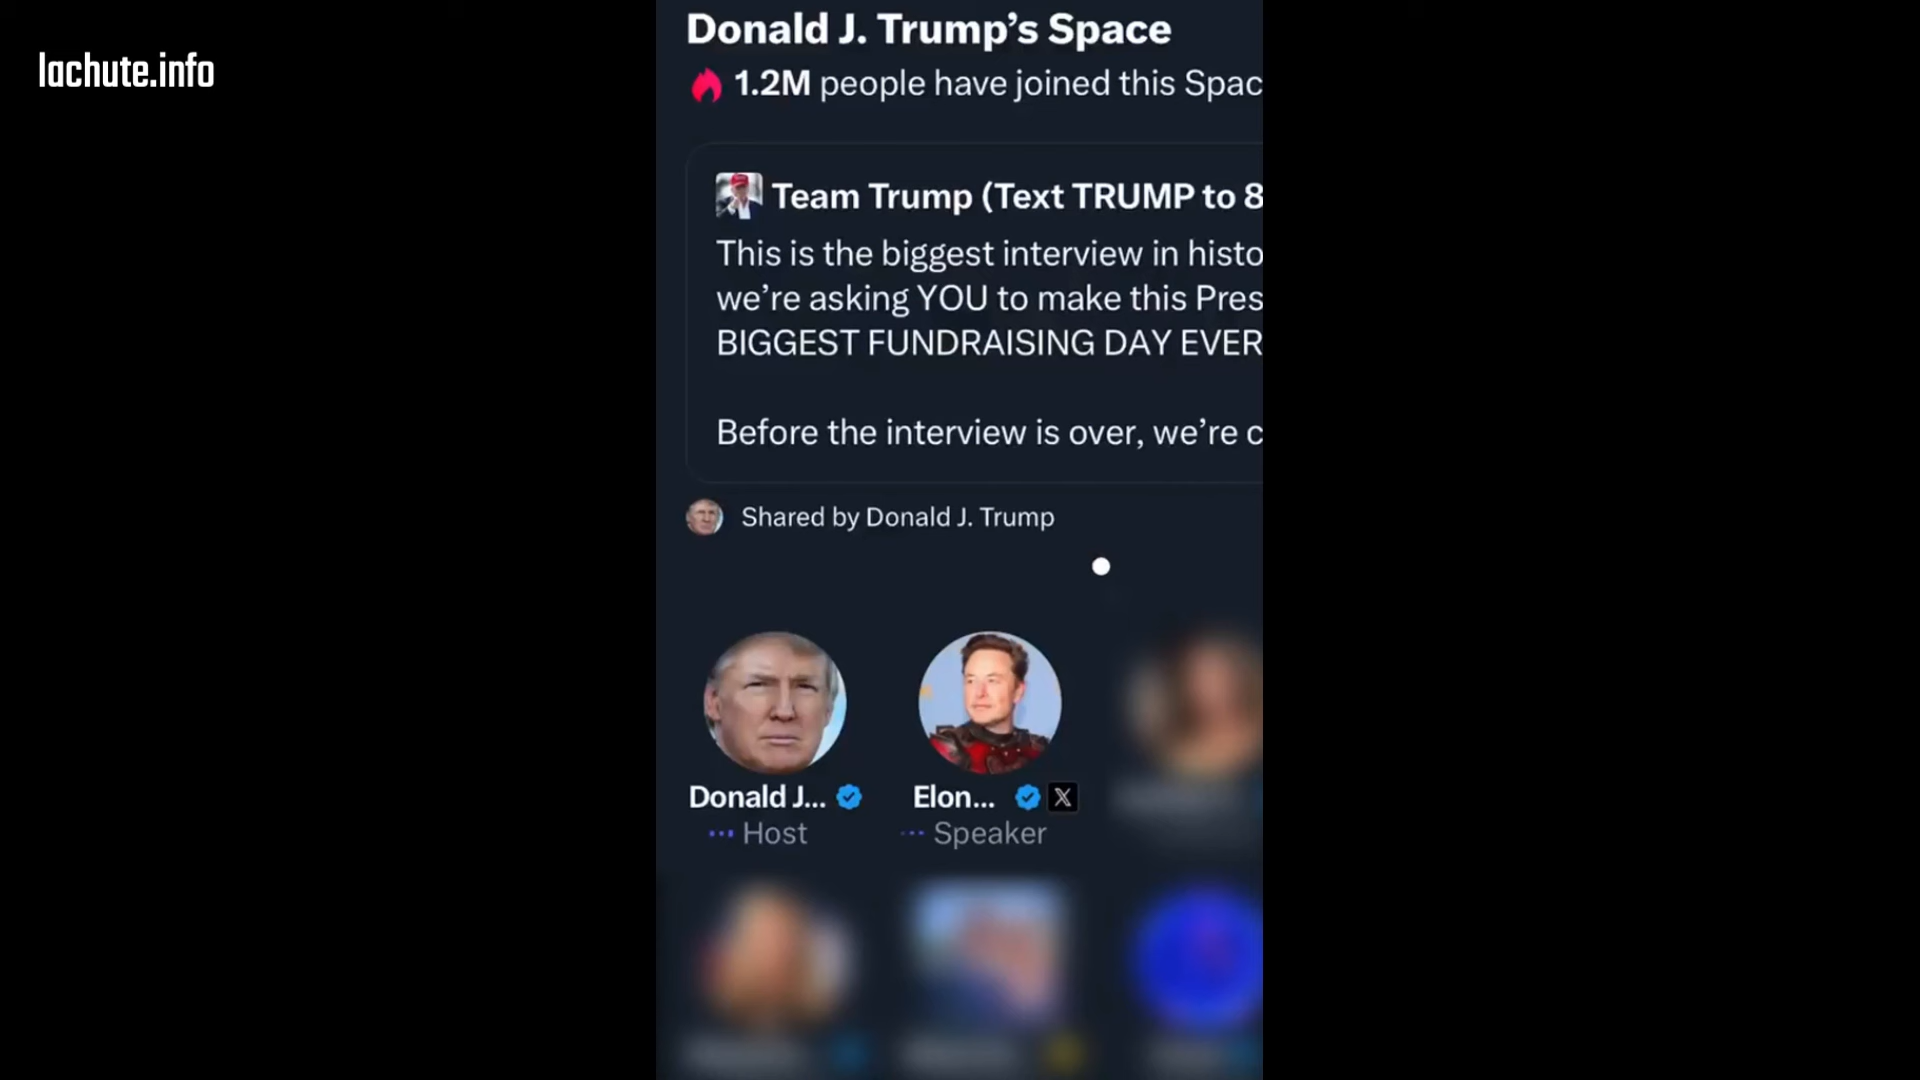 lachute.info
Donald J. Trump’s Space
1.2M people have joined this Spac
Team Trump (Text TRUMP to 8
This is the biggest interview in histo
we’re asking YOU to make this Pres
BIGGEST FUNDRAISING DAY EVER
Before the interview is over, we’re c
Shared by Donald J. Trump
Donald J... Elon... X
Host Speaker